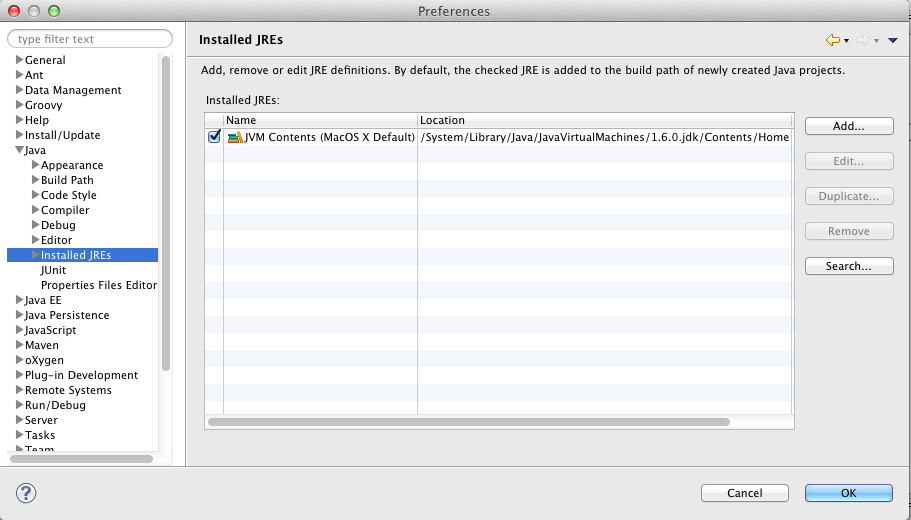 Preferences
type filter text
General
Ant
Data Management
Groovy
Help
Install/Update
Java
Appearance
Build Path
Code Style
Compiler
Debug
Editor
Installed JREs
JUnit
Properties Files Editor
Java EE
Java Persistence
JavaScript
Maven
oXygen
Plug-in Development
Remote Systems
Run/Debug
Server
Tasks
Team
Installed JREs
Add, remove or edit JRE definitions. By default, the checked JRE is added to the build path of newly created Java projects.
Installed JREs:
Name Location
JVM Contents (MacOS X Default) /System/Library/Java/JavaVirtualMachines/1.6.0.jdk/Contents/Home
Add...
Edit...
Duplicate...
Remove
Search...
?
Cancel OK